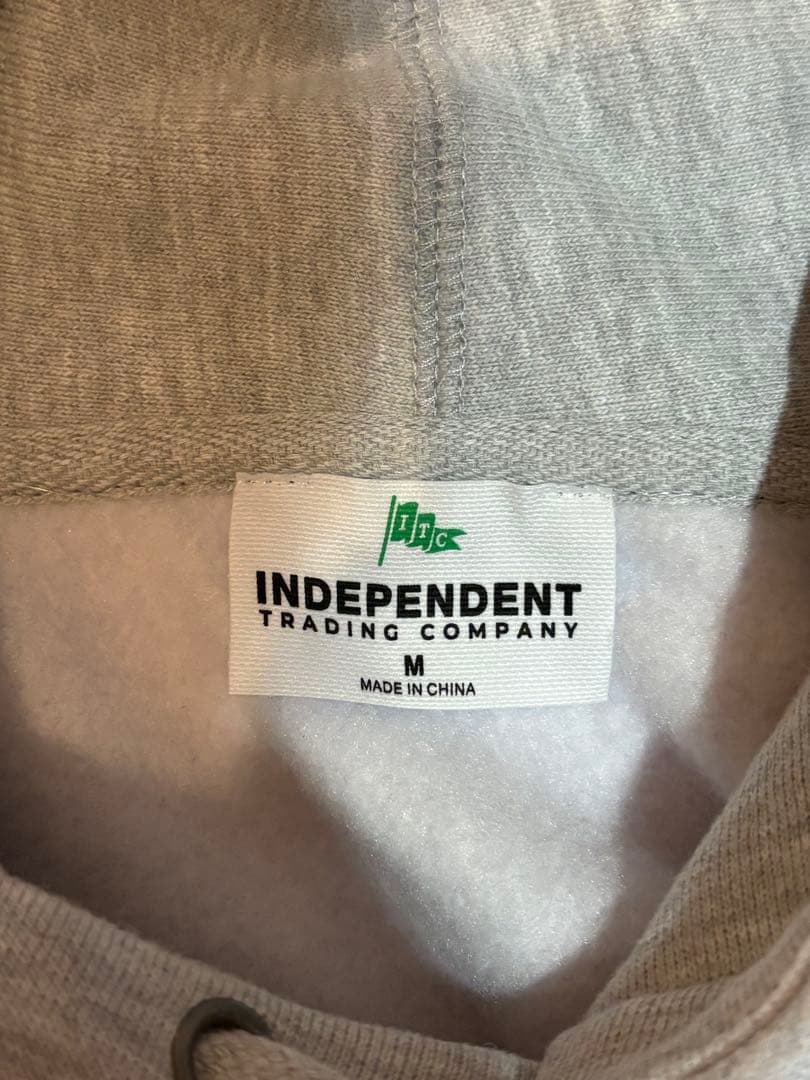 ITC
INDEPENDENT
TRADING COMPANY
M
MADE IN CHINA